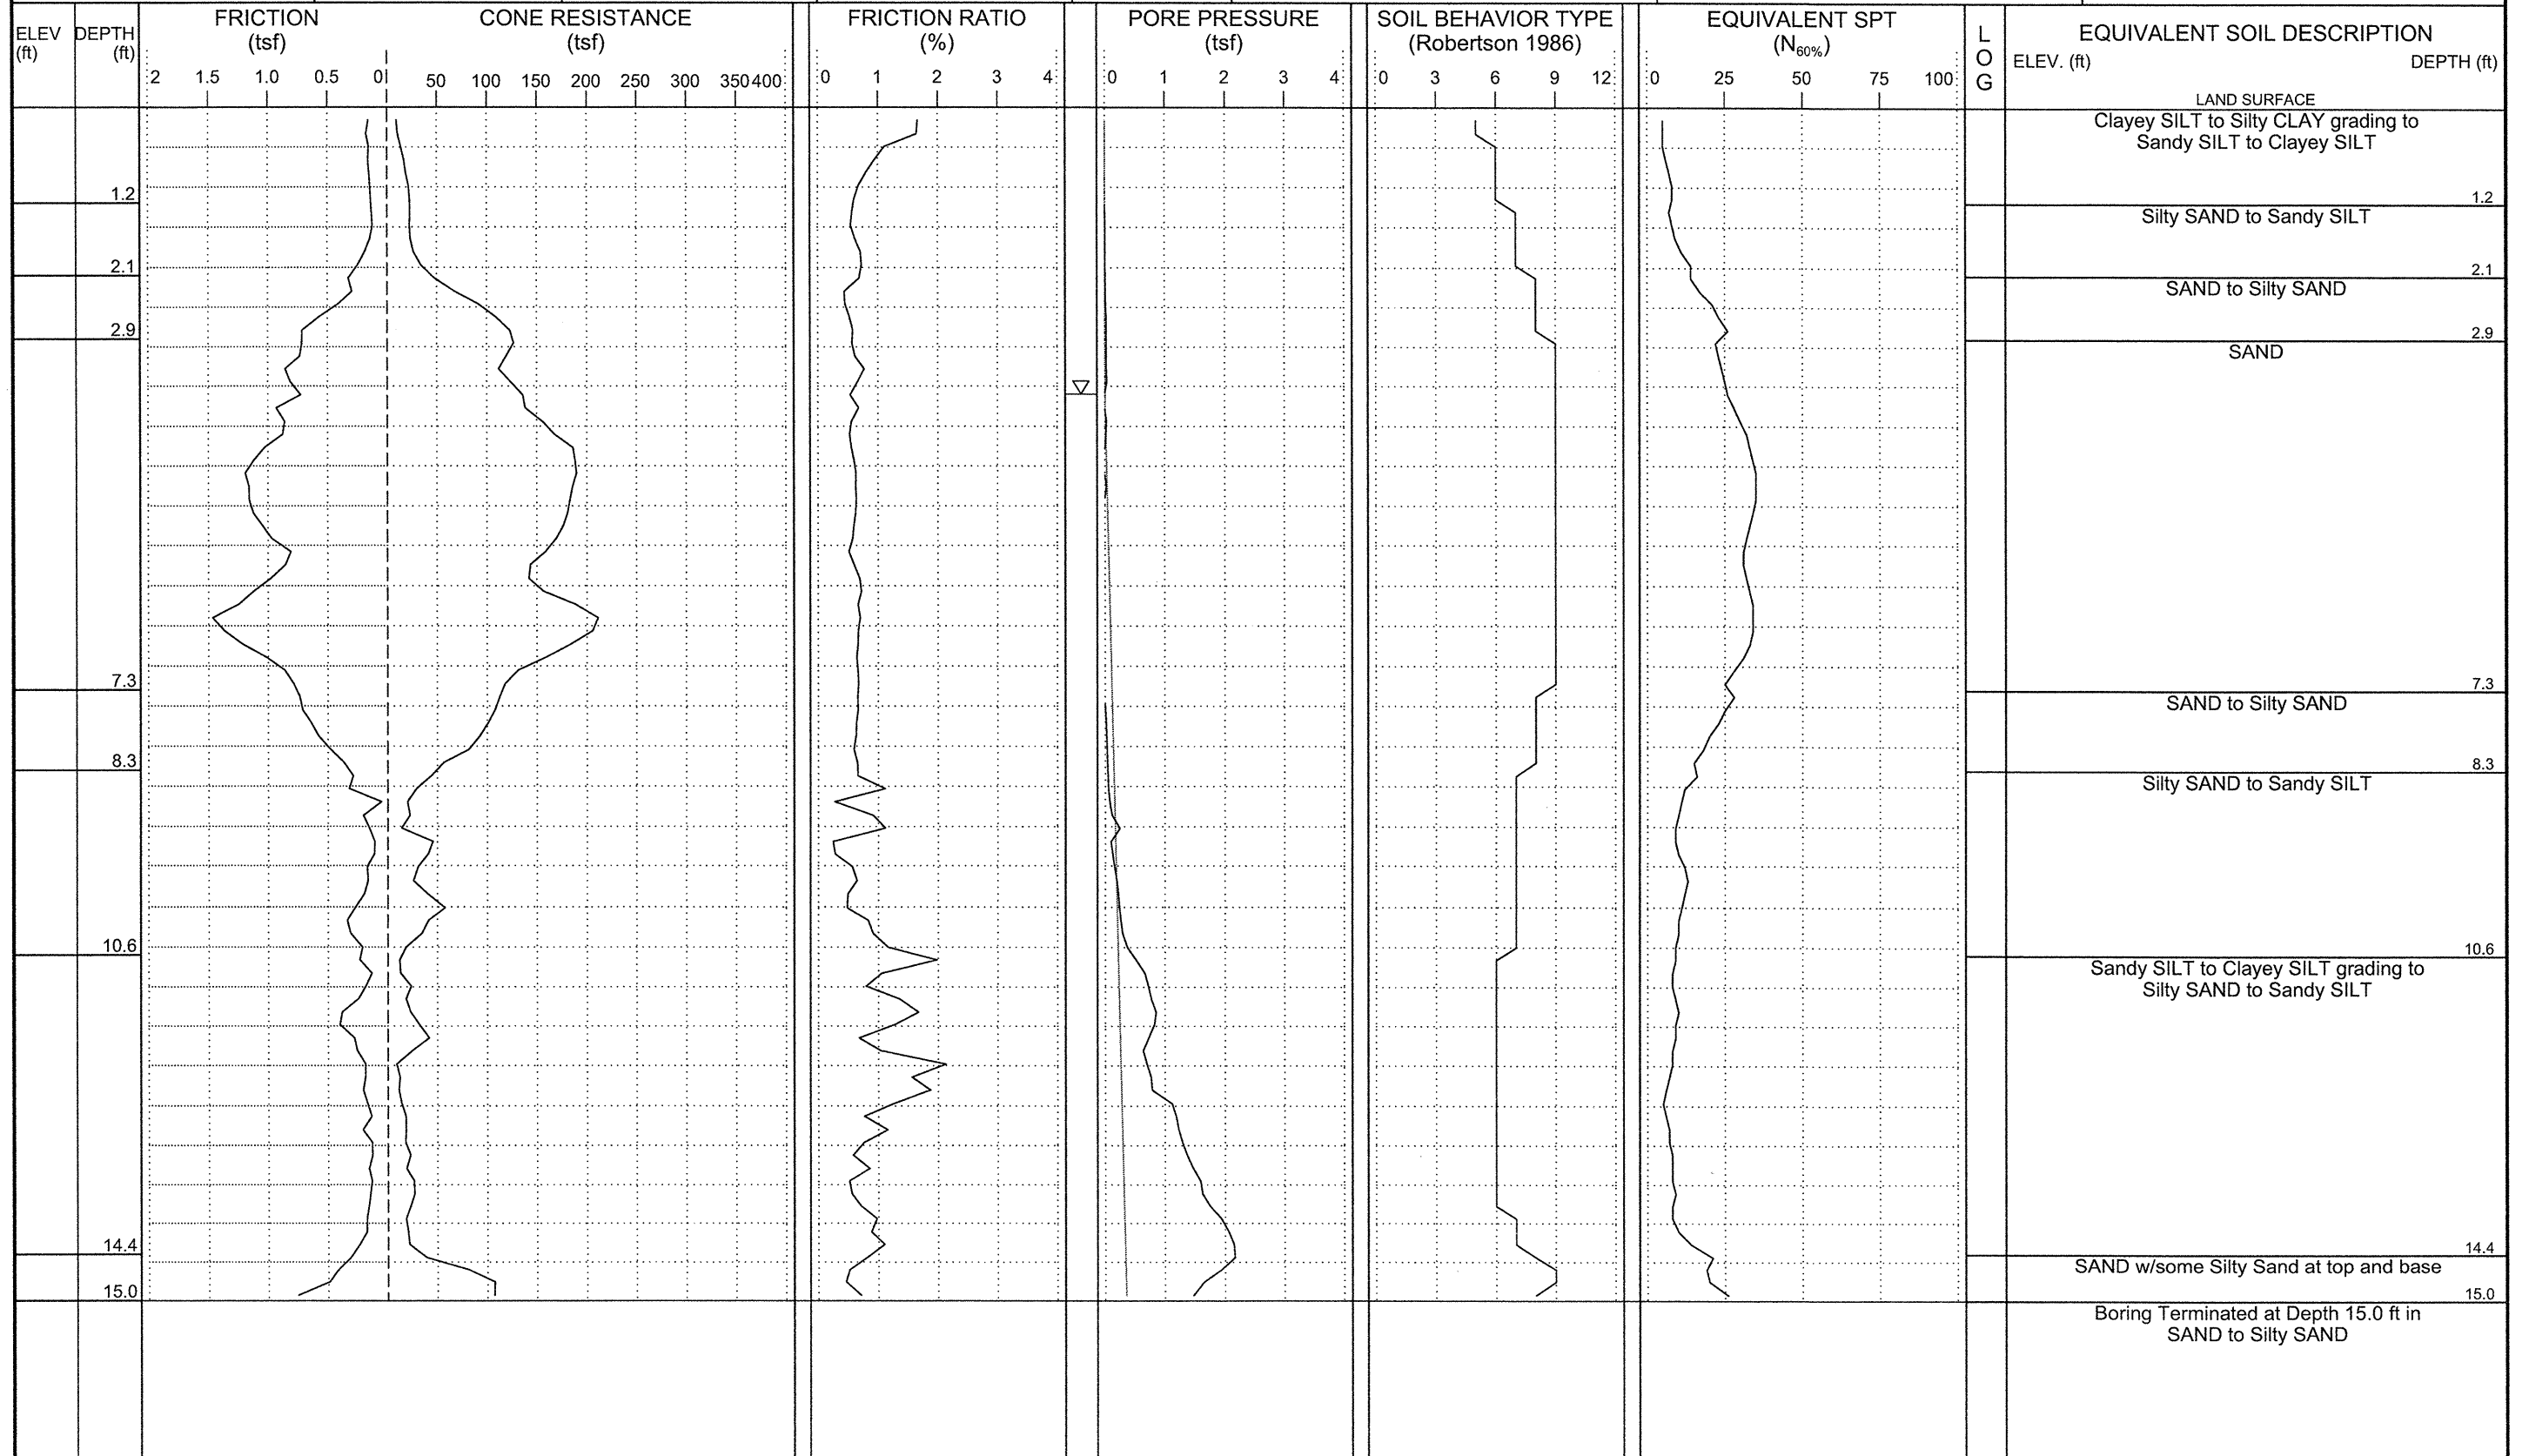 FRICTION CONE RESISTANCE FRICTION RATIO PORE PRESSURE SOIL BEHAVIOR TYPE EQUIVALENT SPT
ELEV DEPTH (tsf) (tsf) (%) (tsf) (Robertson 1986) (N60%) L EQUIVALENT SOIL DESCRIPTION
(ft) (ft) O ELEV. (ft) DEPTH (ft)
2 1.5 1.0 0.5 0 50 100 150 200 250 300 350 400 0 1 2 3 4 0 1 2 3 4 0 3 6 9 12 0 25 50 75 100 G
LAND SURFACE
Clayey SILT to Silty CLAY grading to
Sandy SILT to Clayey SILT
1.2 1.2
Silty SAND to Sandy SILT
2.1 2.1
SAND to Silty SAND
2.9 2.9
SAND
7.3 7.3
SAND to Silty SAND
8.3 8.3
Silty SAND to Sandy SILT
10.6 10.6
Sandy SILT to Clayey SILT grading to
Silty SAND to Sandy SILT
14.4 14.4
SAND w/some Silty Sand at top and base
15.0 15.0
Boring Terminated at Depth 15.0 ft in
SAND to Silty SAND